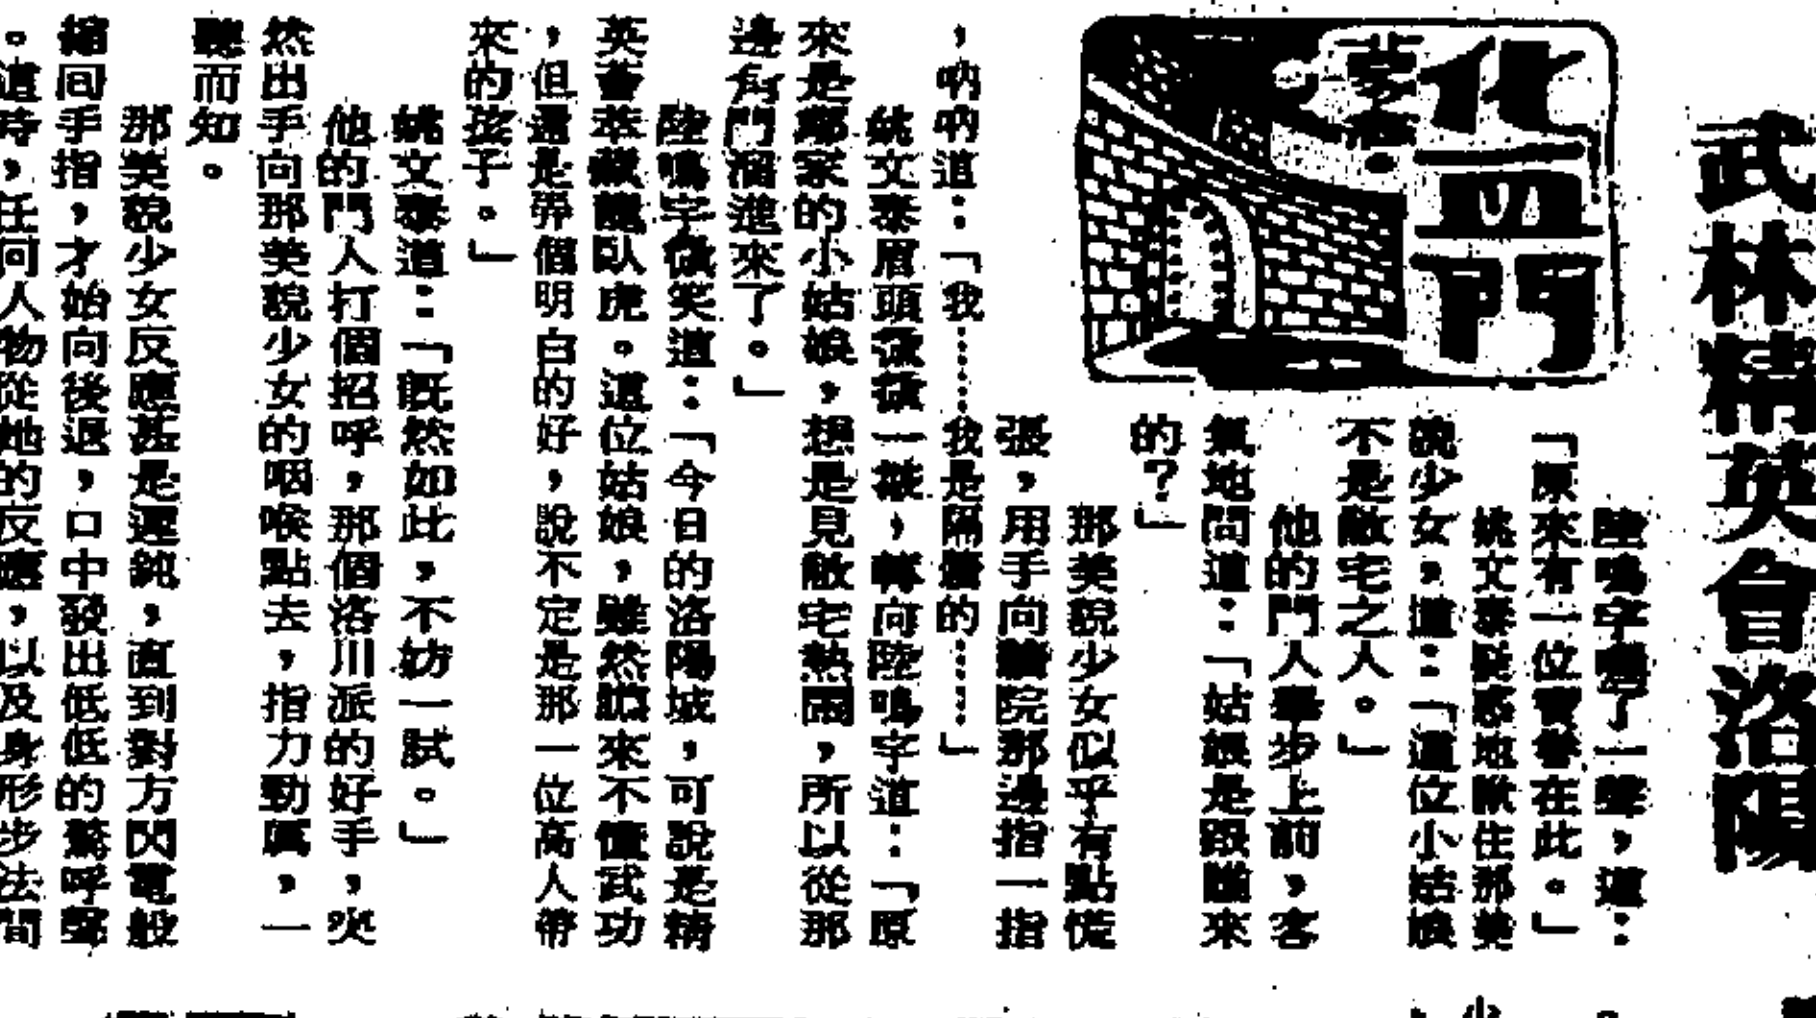 武林精英會洛陽
化血門
陸鳴宇噫了一聲,道:
「原來有一位寶眷在此。」
姚文泰疑惑地瞅住那美
貌少女,道:「這位小姑娘
不是敝宅之人。」
他的門人舉步上前,客
氣地問道:「姑娘是跟誰來
的?」
那美貌少女似乎有點慌
張,用手向牆院那邊指一指
,吶吶道:「我……我是隔牆的……」
姚文泰眉頭微微一皺,轉向陸鳴宇道:「原
來是鄰家的小姑娘,想是見敝宅熱鬧,所以從那
邊角門溜進來了。」
陸鳴宇微笑道:「今日的洛陽城,可說是精
英薈萃藏龍臥虎。這位姑娘,雖然瞧來不懂武功
,但還是弄個明白的好,說不定是那一位高人帶
來的孩子。」
姚文泰道:「既然如此,不妨一試。」
他的門人打個招呼,那個洛川派的好手,突
然出手向那美貌少女的咽喉點去,指力勁厲,一
聽而知。
那美貌少女反應甚是遲鈍,直到對方閃電般
縮回手指,才始向後退,口中發出低低的驚呼聲
。這時,任何人物從她的反應,以及身形步法間